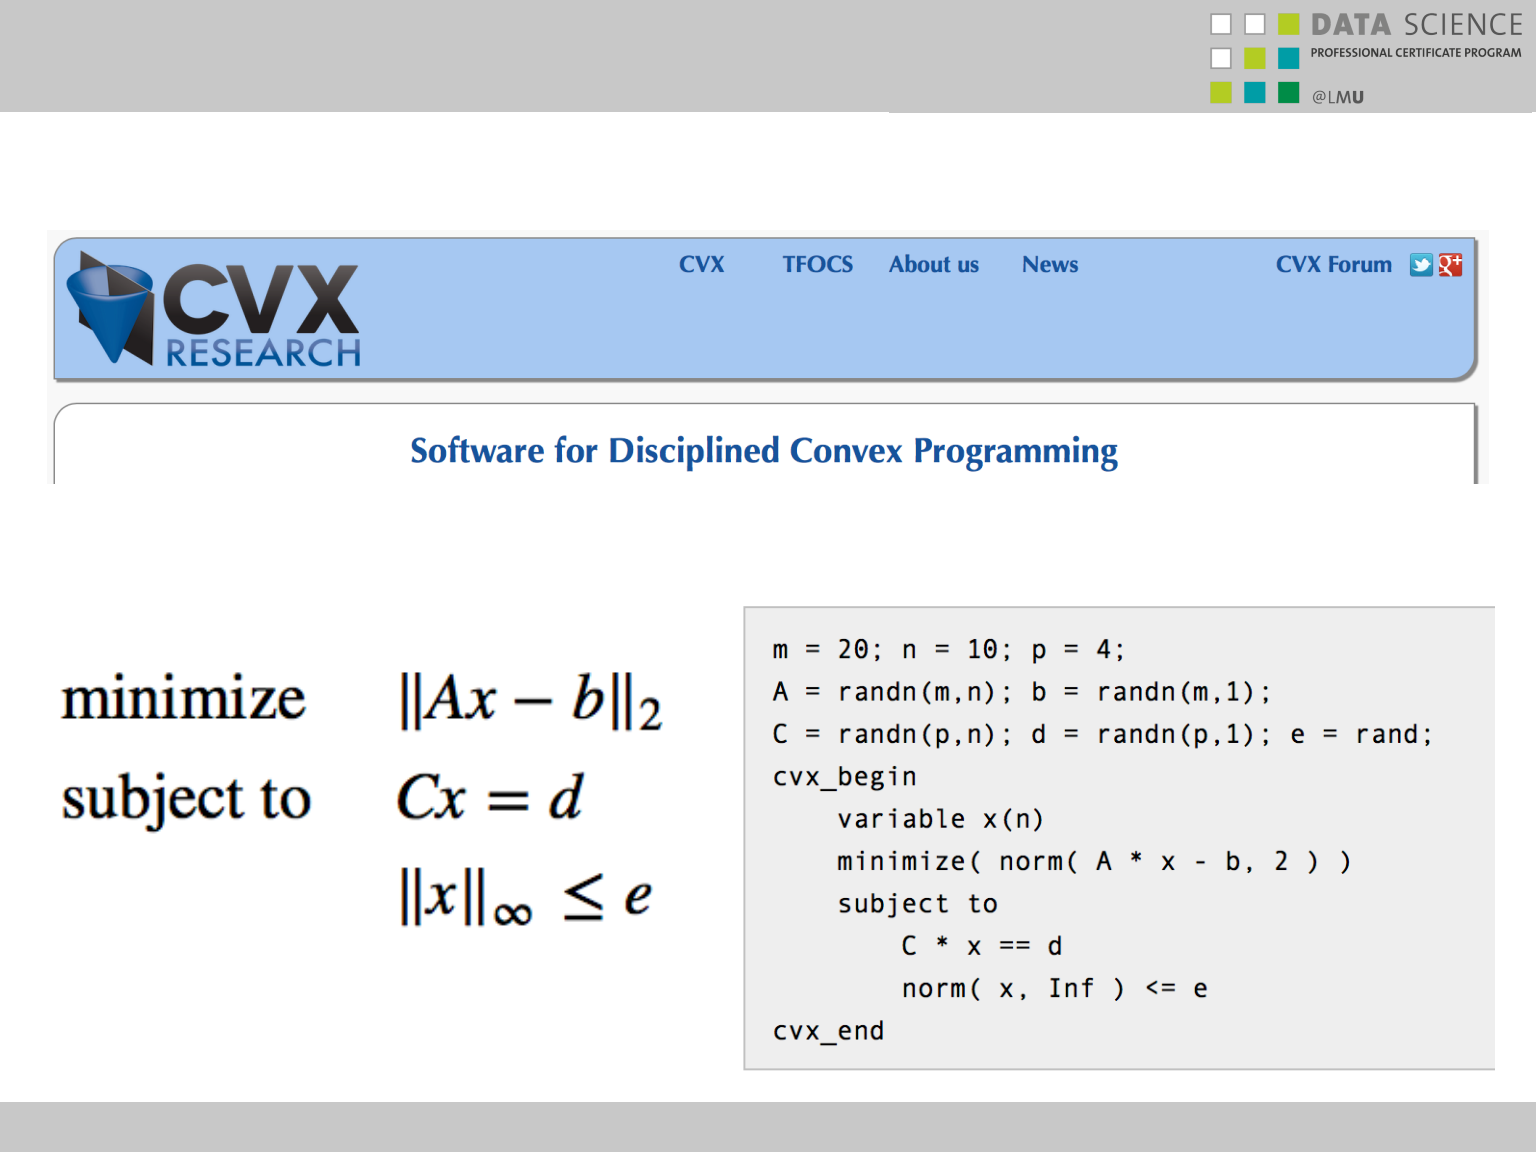 DATA SCIENCE
PROFESSIONAL CERTIFICATE PROGRAM
@LMU
CVX
RESEARCH
CVX TFOCS About us News CVX Forum
Software for Disciplined Convex Programming
minimize ||Ax − b||₂
subject to Cx = d
||x||∞ ≤ e
m = 20; n = 10; p = 4;
A = randn(m,n); b = randn(m,1);
C = randn(p,n); d = randn(p,1); e = rand;
cvx_begin
    variable x(n)
    minimize( norm( A * x - b, 2 ) )
    subject to
        C * x == d
        norm( x, Inf ) <= e
cvx_end